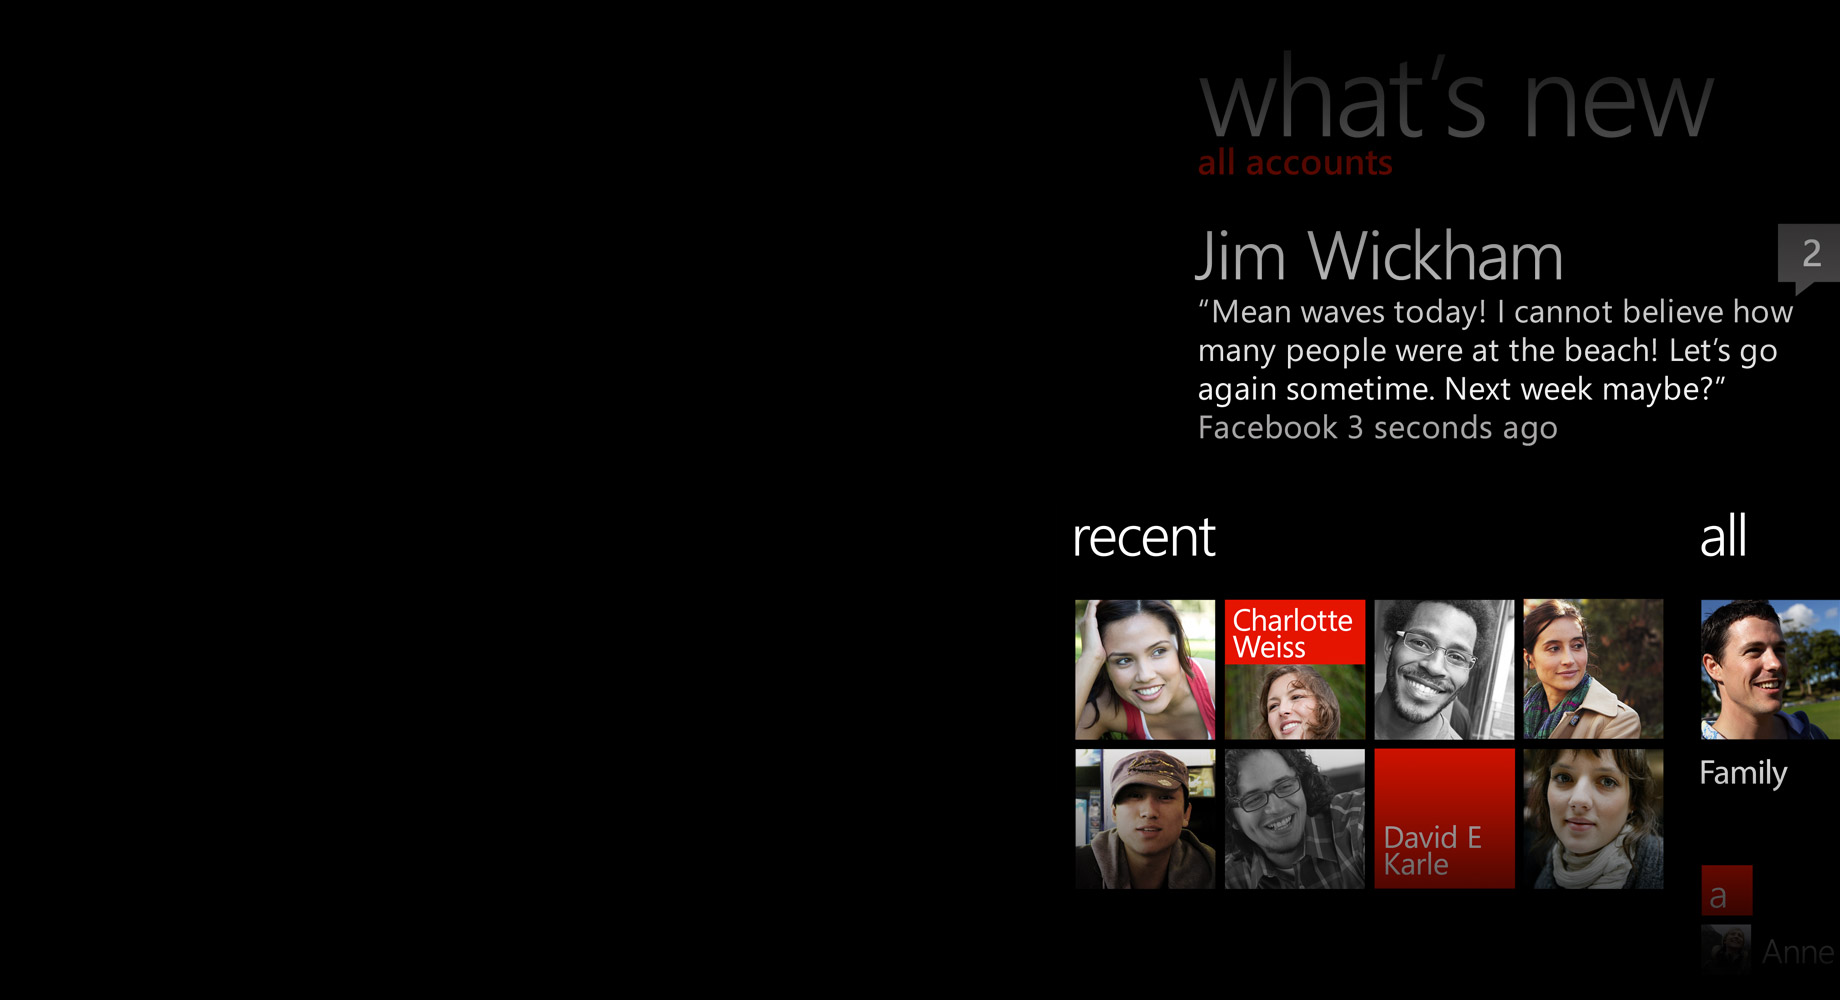 what's new
all accounts
Jim Wickham
2
“Mean waves today! I cannot believe how
many people were at the beach! Let's go
again sometime. Next week maybe?”
Facebook 3 seconds ago
recent
all
Charlotte
Weiss
David E
Karle
Family
a
Anne